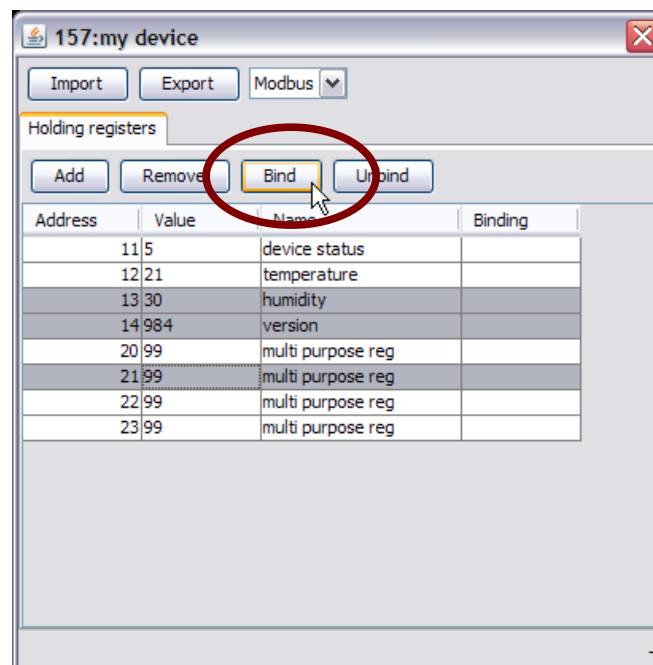 157:my device
Import Export Modbus
Holding registers
Add Remove Bind Unbind
Address Value Name Binding
11 5 device status
12 21 temperature
13 30 humidity
14 984 version
20 99 multi purpose reg
21 99 multi purpose reg
22 99 multi purpose reg
23 99 multi purpose reg